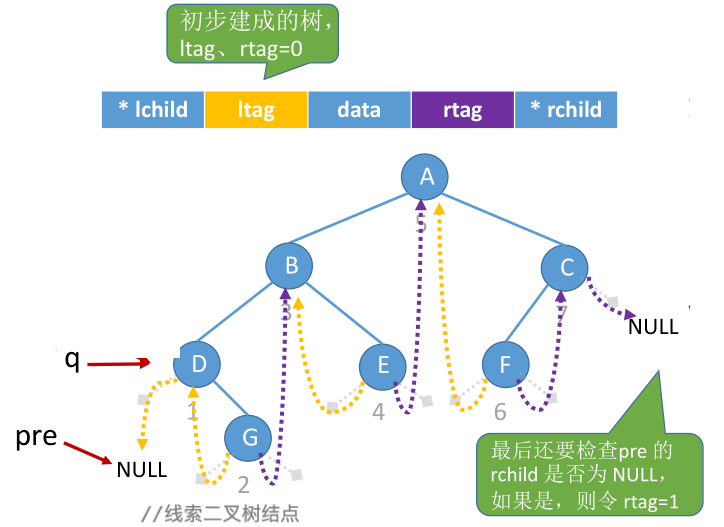 初步建成的树，
ltag、rtag=0
* lchild ltag data rtag * rchild
A
5
B
C
3
7
NULL
q
D
E
F
1
4
6
pre
G
NULL
2
最后还要检查pre 的
rchild 是否为 NULL，
如果是，则令 rtag=1
//线索二叉树结点